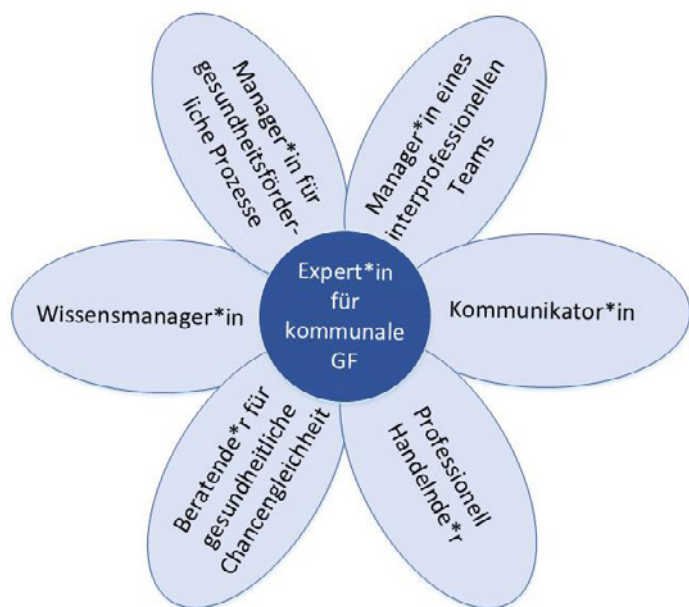 Manager*in für
gesundheitsförder-
liche Prozesse
Manager*in eines
interprofessionellen
Teams
Wissensmanager*in
Expert*in
für
kommunale
GF
Kommunikator*in
Beratende*r für
gesundheitliche
Chancengleichheit
Professionell
Handelnde*r